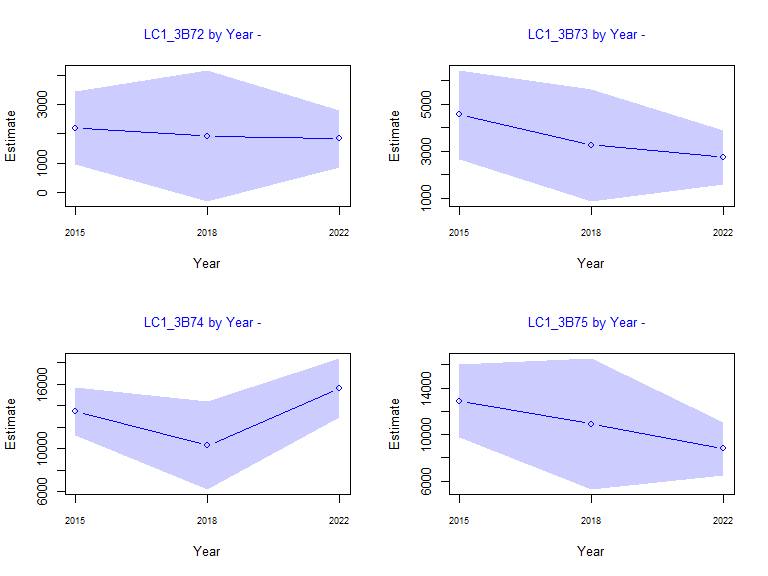 LC1_3B72 by Year -
Estimate
0
1000
3000
2015
2018
2022
Year
LC1_3B73 by Year -
Estimate
1000
3000
5000
2015
2018
2022
Year
LC1_3B74 by Year -
Estimate
6000
10000
16000
2015
2018
2022
Year
LC1_3B75 by Year -
Estimate
6000
10000
14000
2015
2018
2022
Year